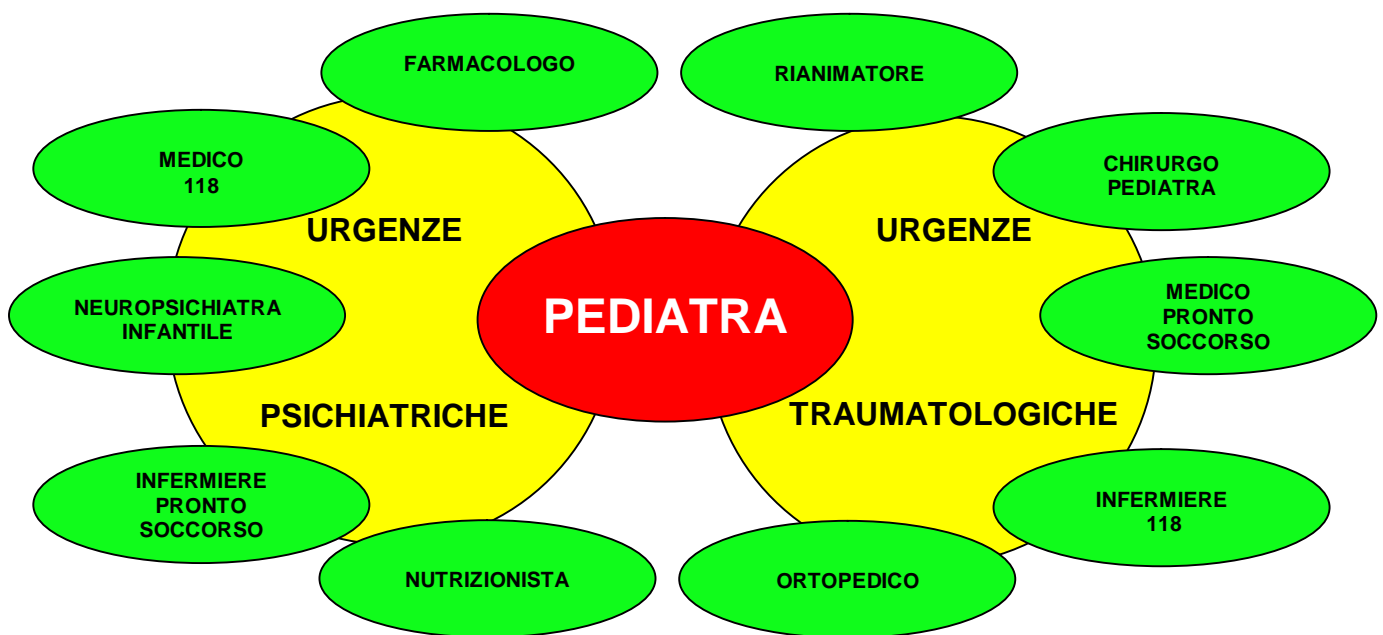 FARMACOLOGO
RIANIMATORE
MEDICO
118
CHIRURGO
PEDIATRA
URGENZE
URGENZE
NEUROPSICHIATRA
INFANTILE
PEDIATRA
MEDICO
PRONTO
SOCCORSO
PSICHIATRICHE
TRAUMATOLOGICHE
INFERMIERE
PRONTO
SOCCORSO
INFERMIERE
118
NUTRIZIONISTA
ORTOPEDICO